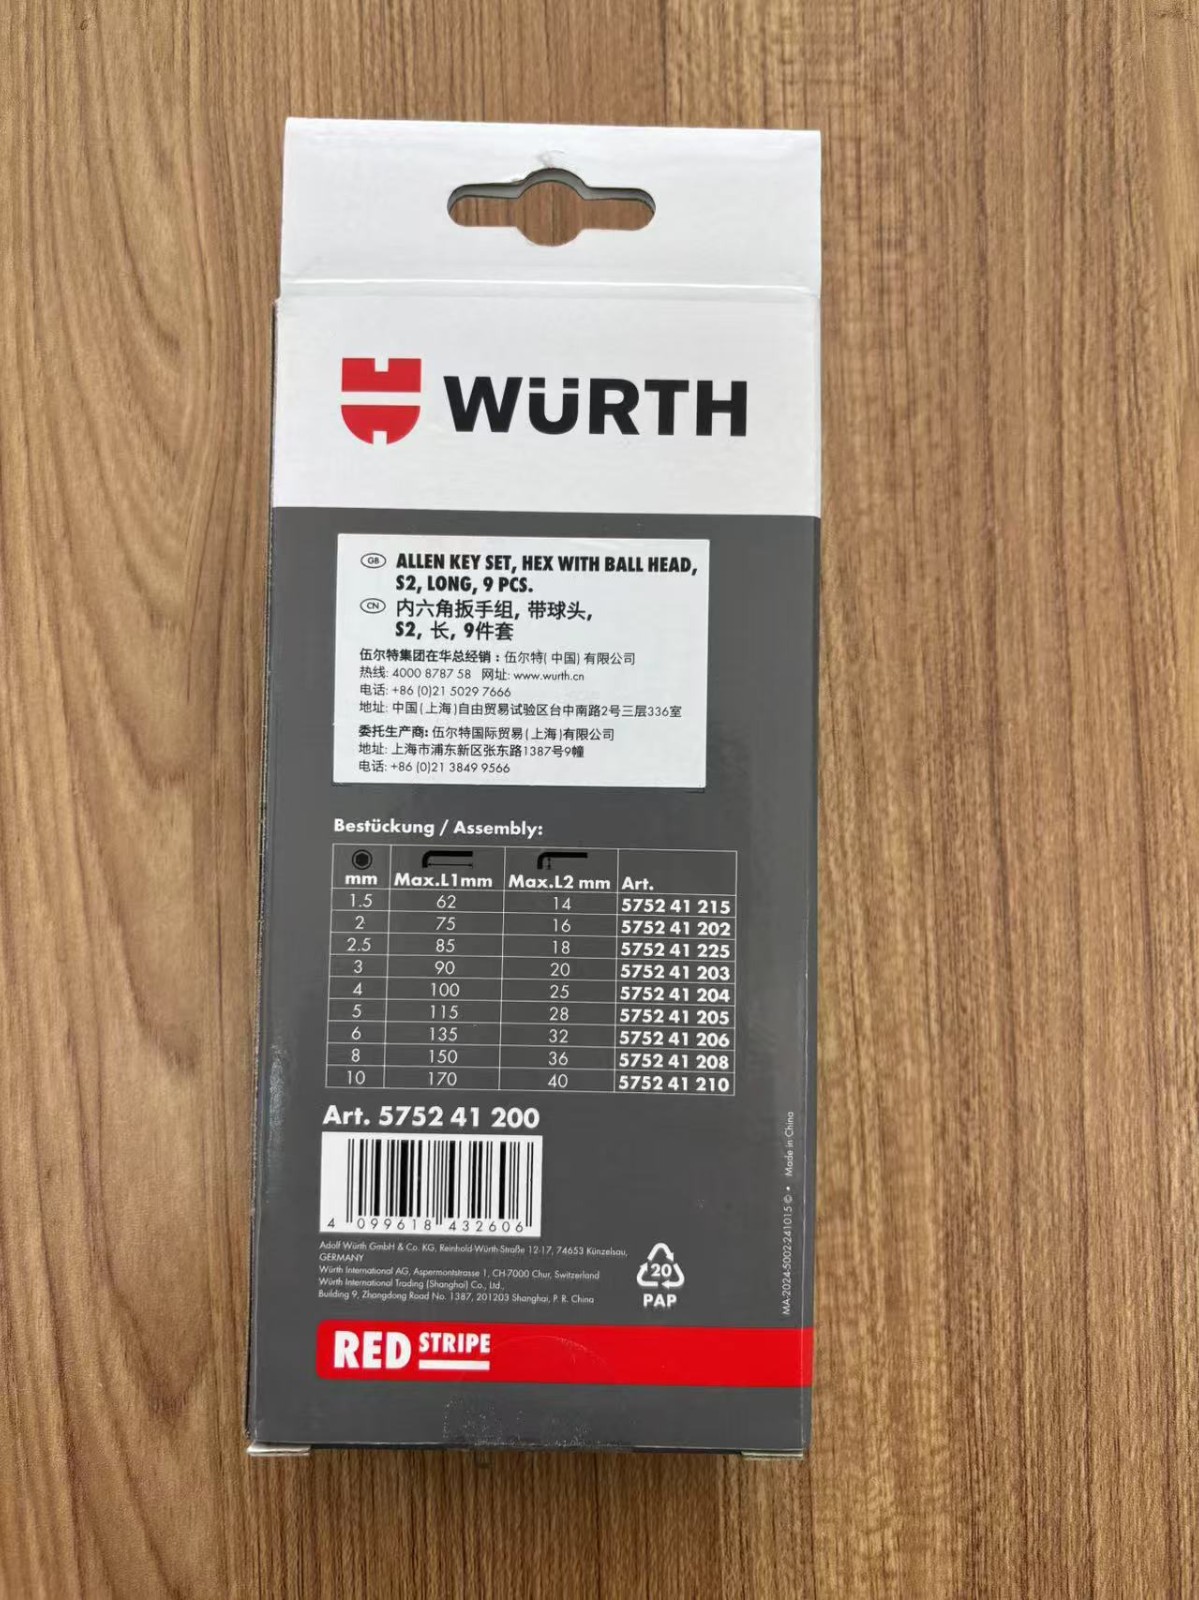 WÜRTH
GB ALLEN KEY SET, HEX WITH BALL HEAD,
S2, LONG, 9 PCS.
CN 内六角扳手组, 带球头,
S2, 长, 9件套
伍尔特集团在华总经销：伍尔特(中国)有限公司
热线: 4000 8787 58 网址: www.wurth.cn
电话: +86 (0)21 5029 7666
地址: 中国(上海)自由贸易试验区台中南路2号三层336室
委托生产商: 伍尔特国际贸易(上海)有限公司
地址: 上海市浦东新区张东路1387号9幢
电话: +86 (0)21 3849 9566
Bestückung / Assembly:
mm Max.L1mm Max.L2 mm Art.
1.5 62 14 5752 41 215
2 75 16 5752 41 202
2.5 85 18 5752 41 225
3 90 20 5752 41 203
4 100 25 5752 41 204
5 115 28 5752 41 205
6 135 32 5752 41 206
8 150 36 5752 41 208
10 170 40 5752 41 210
Art. 5752 41 200
4 099618 432606
Adolf Würth GmbH & Co. KG, Reinhold-Würth-Straße 12-17, 74653 Künzelsau,
GERMANY
Würth International AG, Aspermontstrasse 1, CH-7000 Chur, Switzerland
Würth International Trading (Shanghai) Co., Ltd.,
Building 9, Zhangdong Road No. 1387, 201203 Shanghai, P. R. China
20
PAP
MA-2024-5002-241015 © • Made in China
RED STRIPE